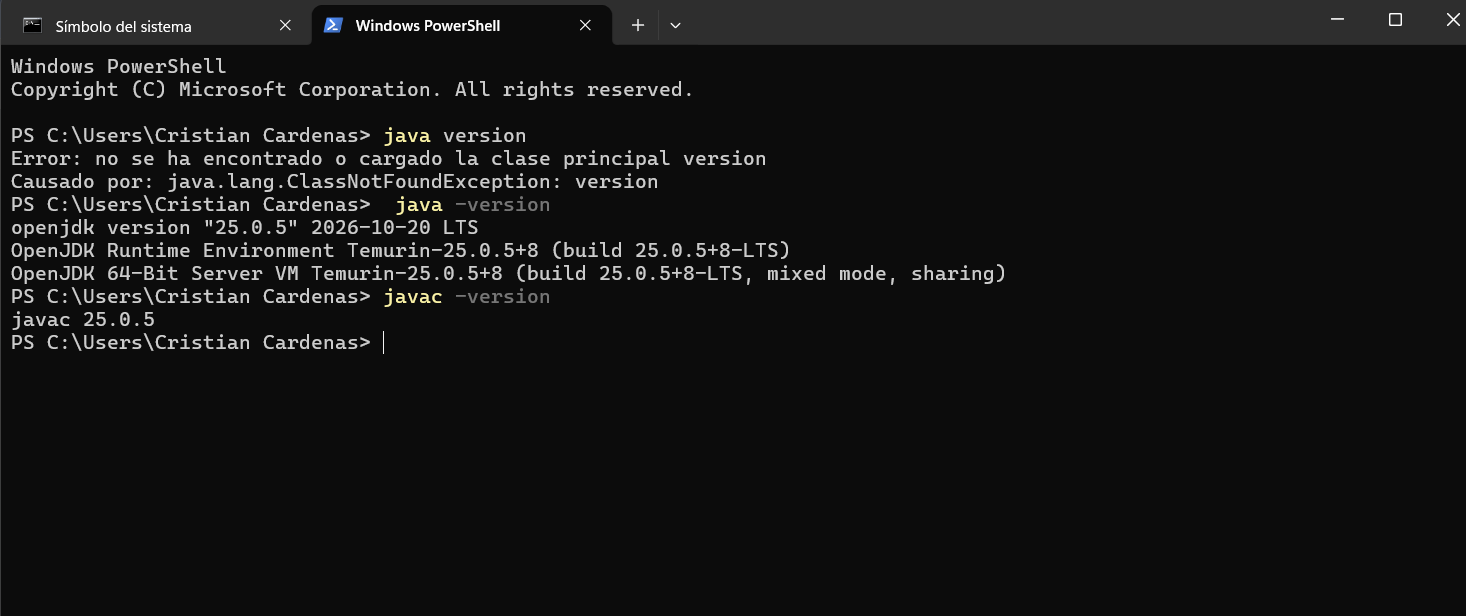 Símbolo del sistema
Windows PowerShell
Windows PowerShell
Copyright (C) Microsoft Corporation. All rights reserved.
PS C:\Users\Cristian Cardenas> java version
Error: no se ha encontrado o cargado la clase principal version
Causado por: java.lang.ClassNotFoundException: version
PS C:\Users\Cristian Cardenas>  java -version
openjdk version "25.0.5" 2026-10-20 LTS
OpenJDK Runtime Environment Temurin-25.0.5+8 (build 25.0.5+8-LTS)
OpenJDK 64-Bit Server VM Temurin-25.0.5+8 (build 25.0.5+8-LTS, mixed mode, sharing)
PS C:\Users\Cristian Cardenas> javac -version
javac 25.0.5
PS C:\Users\Cristian Cardenas>